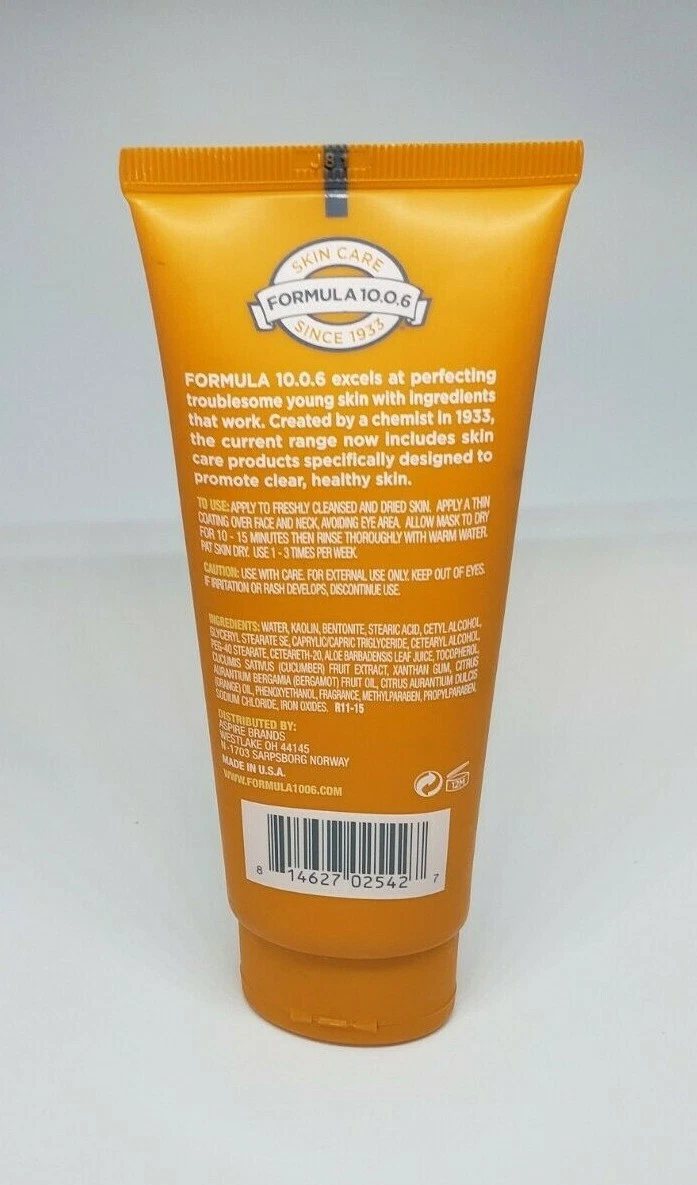 SKIN CARE
FORMULA 10.0.6
SINCE 1933
FORMULA 10.0.6 excels at perfecting
troublesome young skin with ingredients
that work. Created by a chemist in 1933,
the current range now includes skin
care products specifically designed to
promote clear, healthy skin.
TO USE: APPLY TO FRESHLY CLEANSED AND DRIED SKIN. APPLY A THIN
COATING OVER FACE AND NECK, AVOIDING EYE AREA. ALLOW MASK TO DRY
FOR 10 - 15 MINUTES THEN RINSE THOROUGHLY WITH WARM WATER.
PAT SKIN DRY. USE 1 - 3 TIMES PER WEEK.
CAUTION: USE WITH CARE. FOR EXTERNAL USE ONLY. KEEP OUT OF EYES.
IF IRRITATION OR RASH DEVELOPS, DISCONTINUE USE.
INGREDIENTS: WATER, KAOLIN, BENTONITE, STEARIC ACID, CETYL ALCOHOL,
GLYCERYL STEARATE SE, CAPRYLIC/CAPRIC TRIGLYCERIDE, CETEARYL ALCOHOL,
PEG-40 STEARATE, CETEARETH-20, ALOE BARBADENSIS LEAF JUICE, TOCOPHEROL,
CUCUMIS SATIVUS (CUCUMBER) FRUIT EXTRACT, XANTHAN GUM, CITRUS
AURANTIUM BERGAMIA (BERGAMOT) FRUIT OIL, CITRUS AURANTIUM DULCIS
(ORANGE) OIL, PHENOXYETHANOL, FRAGRANCE, METHYLPARABEN, PROPYLPARABEN,
SODIUM CHLORIDE, IRON OXIDES. R11-15
DISTRIBUTED BY:
ASPIRE BRANDS
WESTLAKE OH 44145
N-1703 SARPSBORG NORWAY
MADE IN U.S.A.
WWW.FORMULA1006.COM
12M
8 14627 02542 7